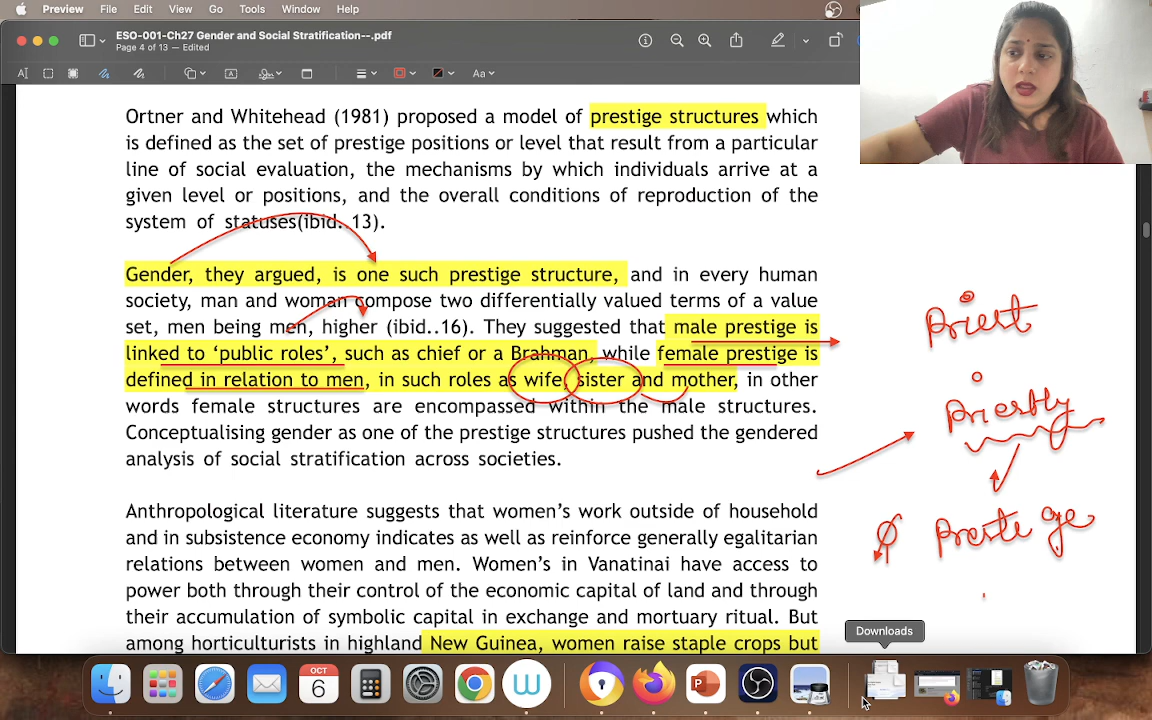 Preview File Edit View Go Tools Window Help
ESO-001-Ch27 Gender and Social Stratification--.pdf
Page 4 of 13 — Edited
Ortner and Whitehead (1981) proposed a model of prestige structures which
is defined as the set of prestige positions or level that result from a particular
line of social evaluation, the mechanisms by which individuals arrive at a
given level or positions, and the overall conditions of reproduction of the
system of statuses(ibid..13).
Gender, they argued, is one such prestige structure, and in every human
society, man and woman compose two differentially valued terms of a value
set, men being men, higher (ibid..16). They suggested that male prestige is
linked to ‘public roles’, such as chief or a Brahman, while female prestige is
defined in relation to men, in such roles as wife, sister and mother, in other
words female structures are encompassed within the male structures.
Conceptualising gender as one of the prestige structures pushed the gendered
analysis of social stratification across societies.
Anthropological literature suggests that women’s work outside of household
and in subsistence economy indicates as well as reinforce generally egalitarian
relations between women and men. Women’s in Vanatinai have access to
power both through their control of the economic capital of land and through
their accumulation of symbolic capital in exchange and mortuary ritual. But
among horticulturists in highland New Guinea, women raise staple crops but
Priest
Priestly
Downloads
OCT
6